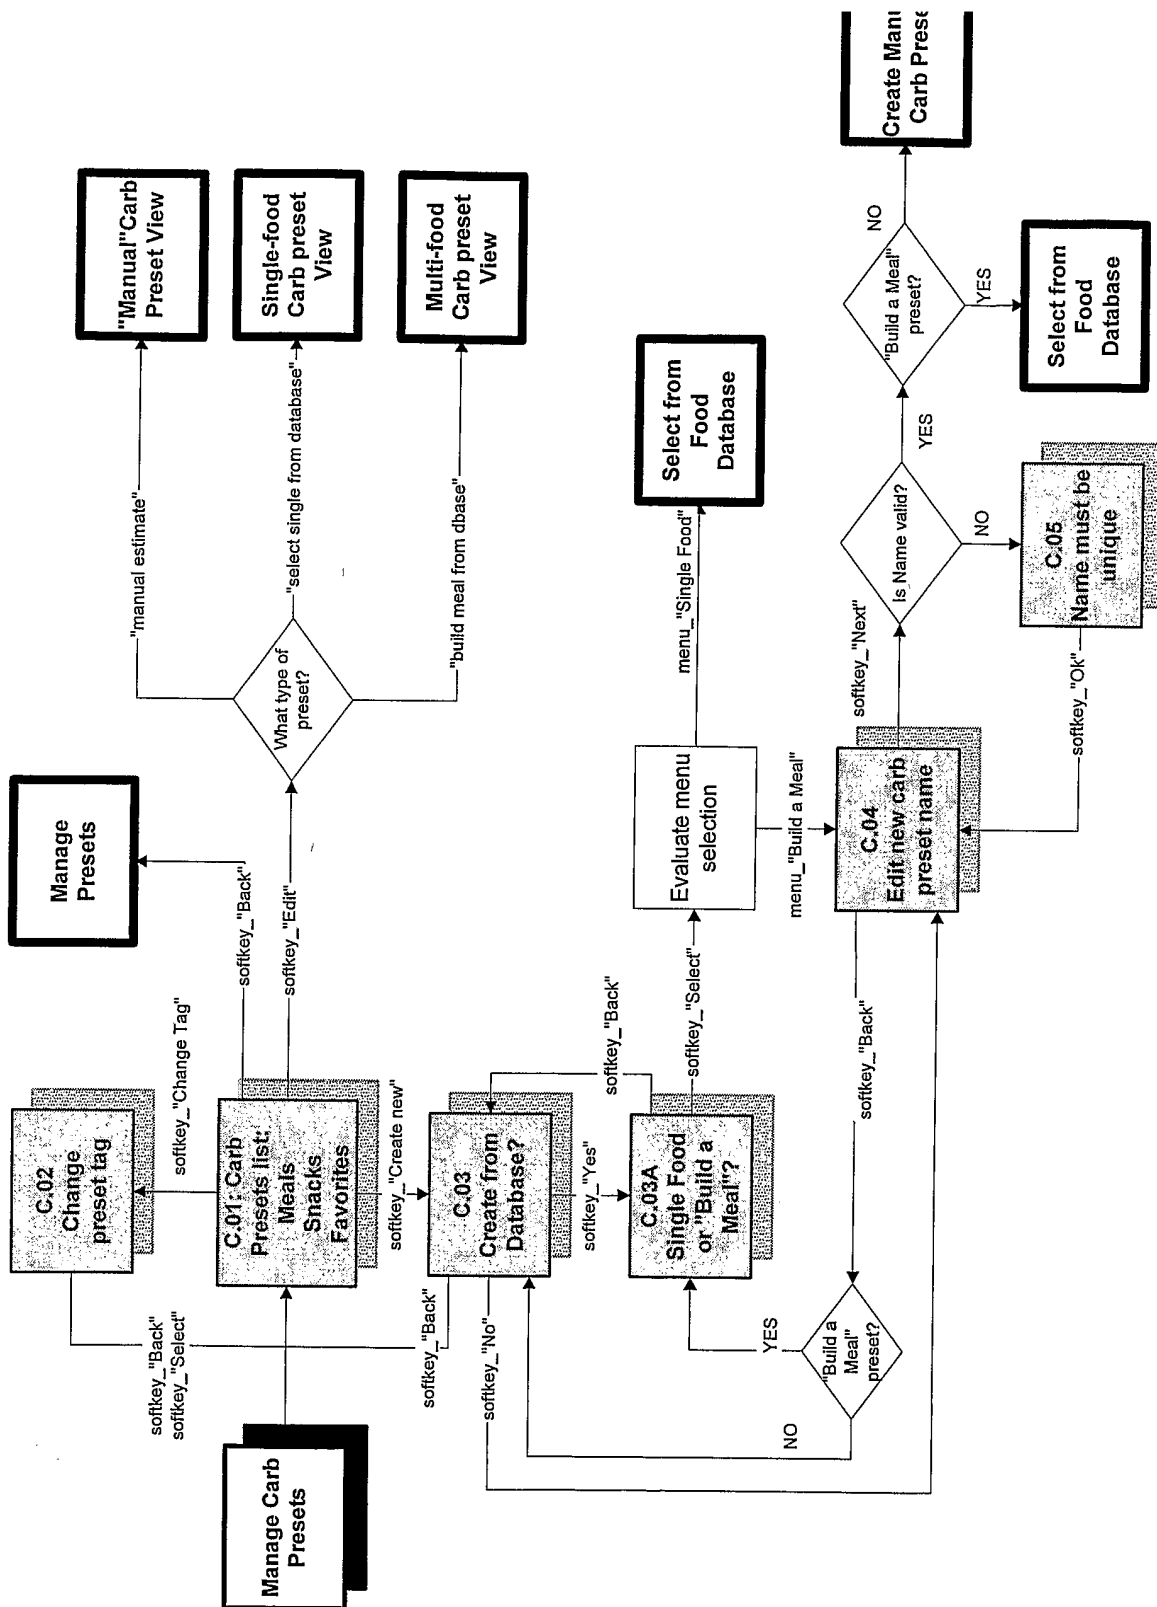 Manage Carb
Presets
softkey_"Back"
softkey_"Select"
C.02
Change
preset tag
softkey_"Change Tag"
C.01: Carb
Presets list:
Meals
Snacks
Favorites
softkey_"Back"
Manage
Presets
softkey_"Edit"
What type of
preset?
"manual estimate"
"Manual"Carb
Preset View
"select single from database"
Single-food
Carb preset
View
"build meal from dbase"
Multi-food
Carb preset
View
softkey_"Create new"
softkey_"Back"
softkey_"No"
C.03
Create from
Database?
softkey_"Yes"
softkey_"Back"
C.03A
Single Food
or "Build a
Meal"?
softkey_"Select"
Evaluate menu
selection
menu_"Single Food"
Select from
Food
Database
menu_"Build a Meal"
NO
YES
"Build a
Meal"
preset?
softkey_"Back"
C.04
Edit new carb
preset name
softkey_"Next"
Is Name valid?
YES
NO
C.05
Name must be
unique
softkey_"Ok"
"Build a Meal"
preset?
NO
YES
Create Manu
Carb Prese
Select from
Food
Database